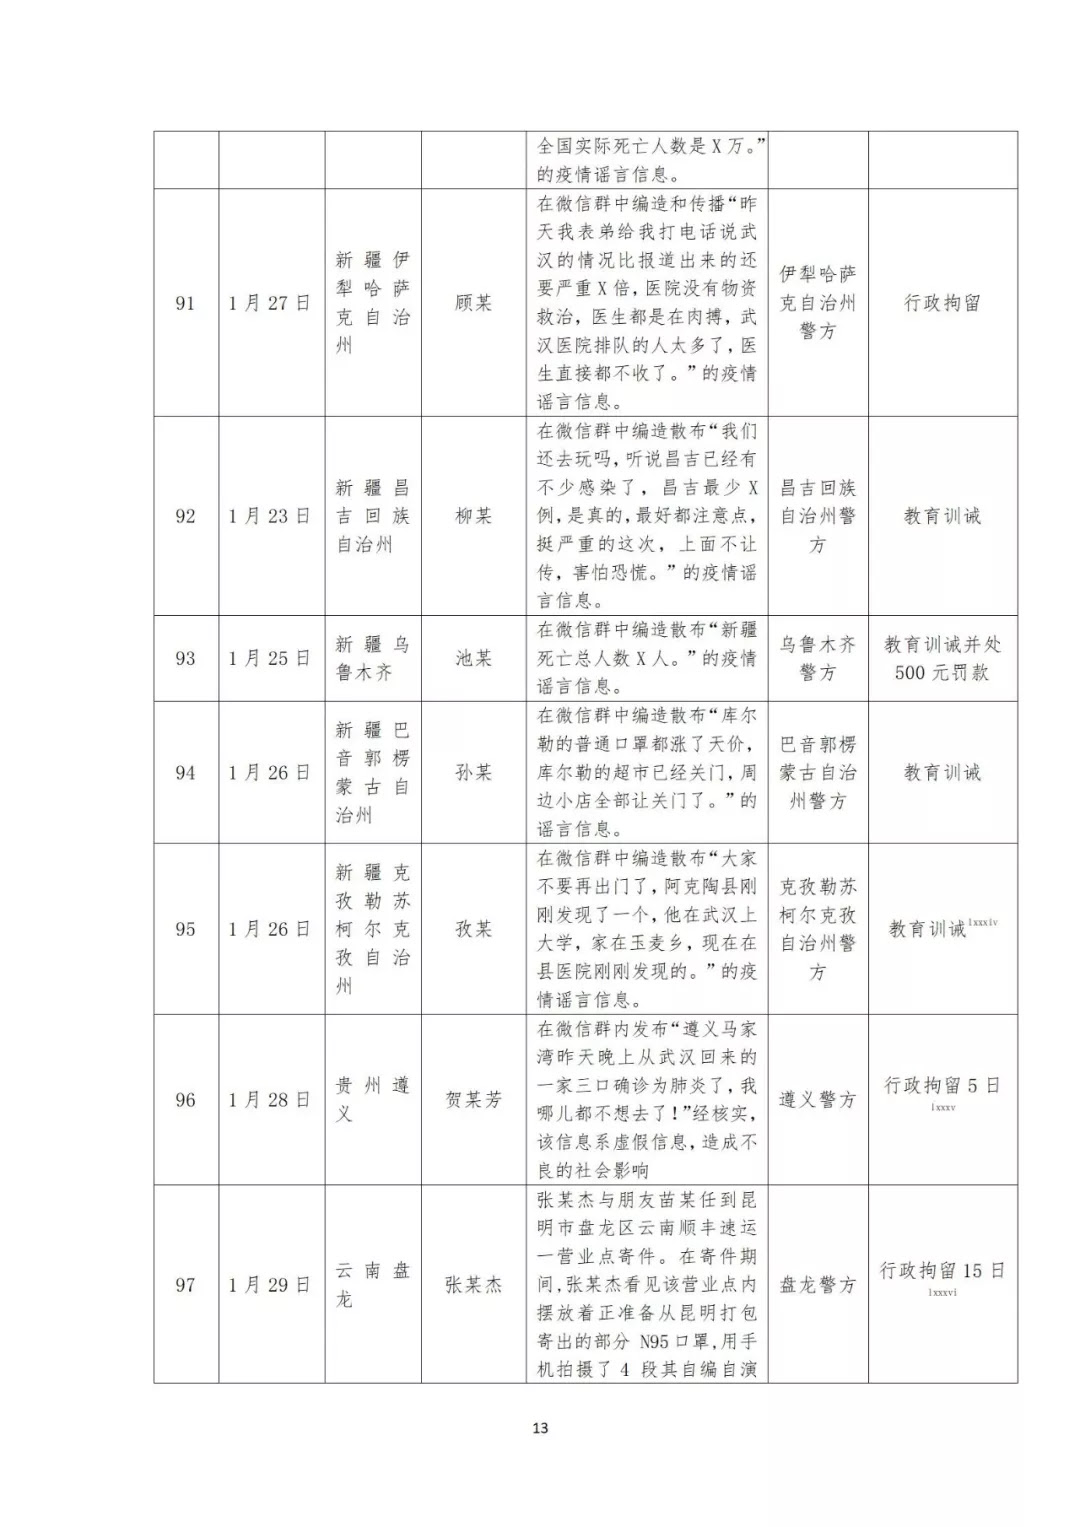 全国实际死亡人数是 X 万。”
的疫情谣言信息。
91
1 月 27 日
新疆伊
犁哈萨
克自治
州
顾某
在微信群中编造和传播“昨
天我表弟给我打电话说武
汉的情况比报道出来的还
要严重 X 倍，医院没有物资
救治，医生都是在肉搏，武
汉医院排队的人太多了，医
生直接都不收了。”的疫情
谣言信息。
伊犁哈萨
克自治州
警方
行政拘留
92
1 月 23 日
新疆昌
吉回族
自治州
柳某
在微信群中编造散布“我们
还去玩吗，听说昌吉已经有
不少感染了，昌吉最少 X
例，是真的，最好都注意点，
挺严重的这次，上面不让
传，害怕恐慌。”的疫情谣
言信息。
昌吉回族
自治州警
方
教育训诫
93
1 月 25 日
新疆乌
鲁木齐
池某
在微信群中编造散布“新疆
死亡总人数 X 人。”的疫情
谣言信息。
乌鲁木齐
警方
教育训诫并处
500 元罚款
94
1 月 26 日
新疆巴
音郭楞
蒙古自
治州
孙某
在微信群中编造散布“库尔
勒的普通口罩都涨了天价，
库尔勒的超市已经关门，周
边小店全部让关门了。”的
谣言信息。
巴音郭楞
蒙古自治
州警方
教育训诫
95
1 月 26 日
新疆克
孜勒苏
柯尔克
孜自治
州
孜某
在微信群中编造散布“大家
不要再出门了，阿克陶县刚
刚发现了一个，他在武汉上
大学，家在玉麦乡，现在在
县医院刚刚发现的。”的疫
情谣言信息。
克孜勒苏
柯尔克孜
自治州警
方
教育训诫lxxxiv
96
1 月 28 日
贵州遵
义
贺某芳
在微信群内发布“遵义马家
湾昨天晚上从武汉回来的
一家三口确诊为肺炎了，我
哪儿都不想去了！”经核实，
该信息系虚假信息，造成不
良的社会影响
遵义警方
行政拘留 5 日
lxxxv
97
1 月 29 日
云南盘
龙
张某杰
张某杰与朋友苗某任到昆
明市盘龙区云南顺丰速运
一营业点寄件。在寄件期
间，张某杰看见该营业点内
摆放着正准备从昆明打包
寄出的部分 N95 口罩，用手
机拍摄了 4 段其自编自演
盘龙警方
行政拘留 15 日
lxxxvi
13